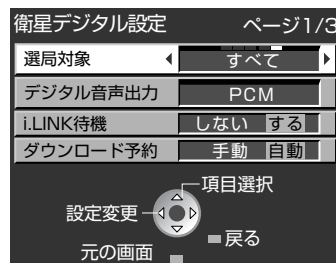 衛星デジタル設定 ページ1/3
選局対象 すべて
デジタル音声出力 PCM
i.LINK待機 しない する
ダウンロード予約 手動 自動
項目選択
設定変更
戻る
元の画面